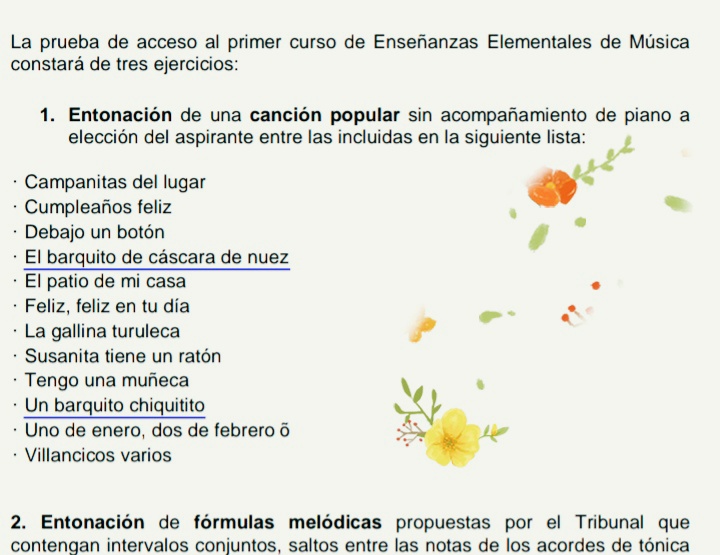 La prueba de acceso al primer curso de Enseñanzas Elementales de Música
constará de tres ejercicios:
1. Entonación de una canción popular sin acompañamiento de piano a
elección del aspirante entre las incluidas en la siguiente lista:
· Campanitas del lugar
· Cumpleaños feliz
· Debajo un botón
· El barquito de cáscara de nuez
· El patio de mi casa
· Feliz, feliz en tu día
· La gallina turuleca
· Susanita tiene un ratón
· Tengo una muñeca
· Un barquito chiquitito
· Uno de enero, dos de febrero õ
· Villancicos varios
2. Entonación de fórmulas melódicas propuestas por el Tribunal que
contengan intervalos conjuntos, saltos entre las notas de los acordes de tónica